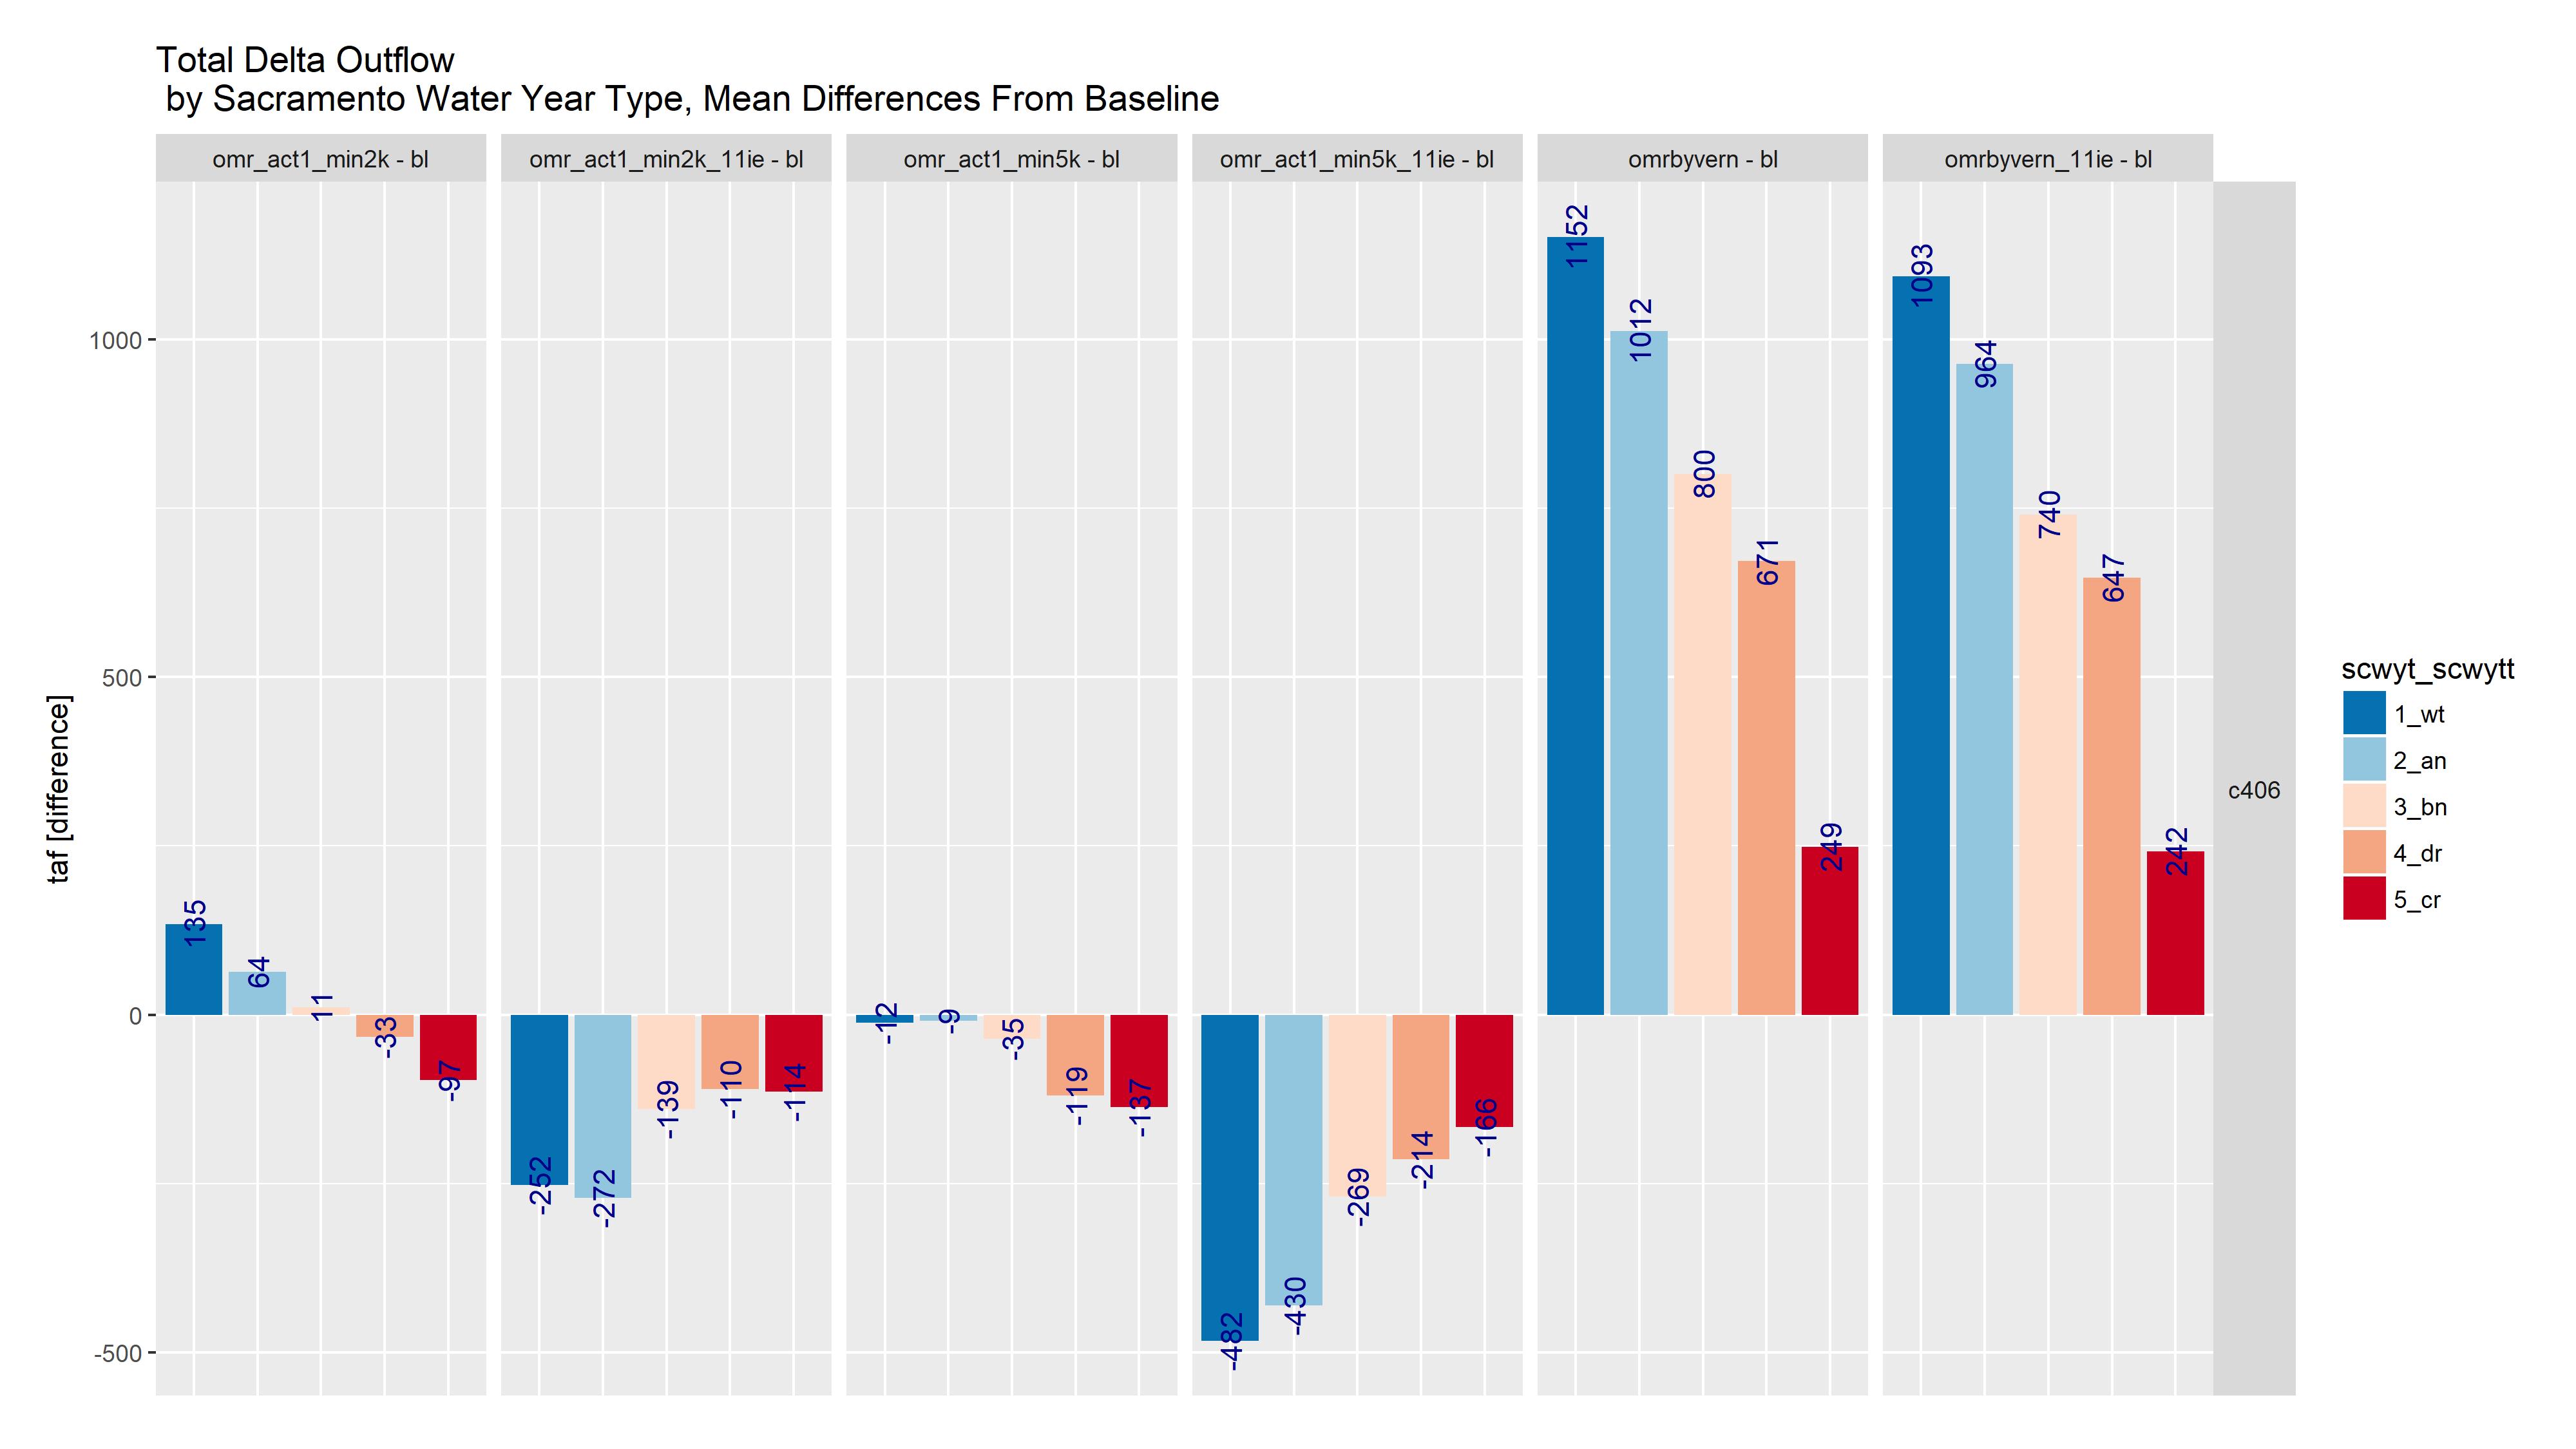 Total Delta Outflow
by Sacramento Water Year Type, Mean Differences From Baseline
omr_act1_min2k - bl
omr_act1_min2k_11ie - bl
omr_act1_min5k - bl
omr_act1_min5k_11ie - bl
omrbyvern - bl
omrbyvern_11ie - bl
taf [difference]
1000
500
0
-500
135
64
11
-33
-97
-252
-272
-139
-110
-114
-12
-9
-35
-119
-137
-482
-430
-269
-214
-166
1152
1012
800
671
249
1093
964
740
647
242
c406
scwyt_scwytt
1_wt
2_an
3_bn
4_dr
5_cr